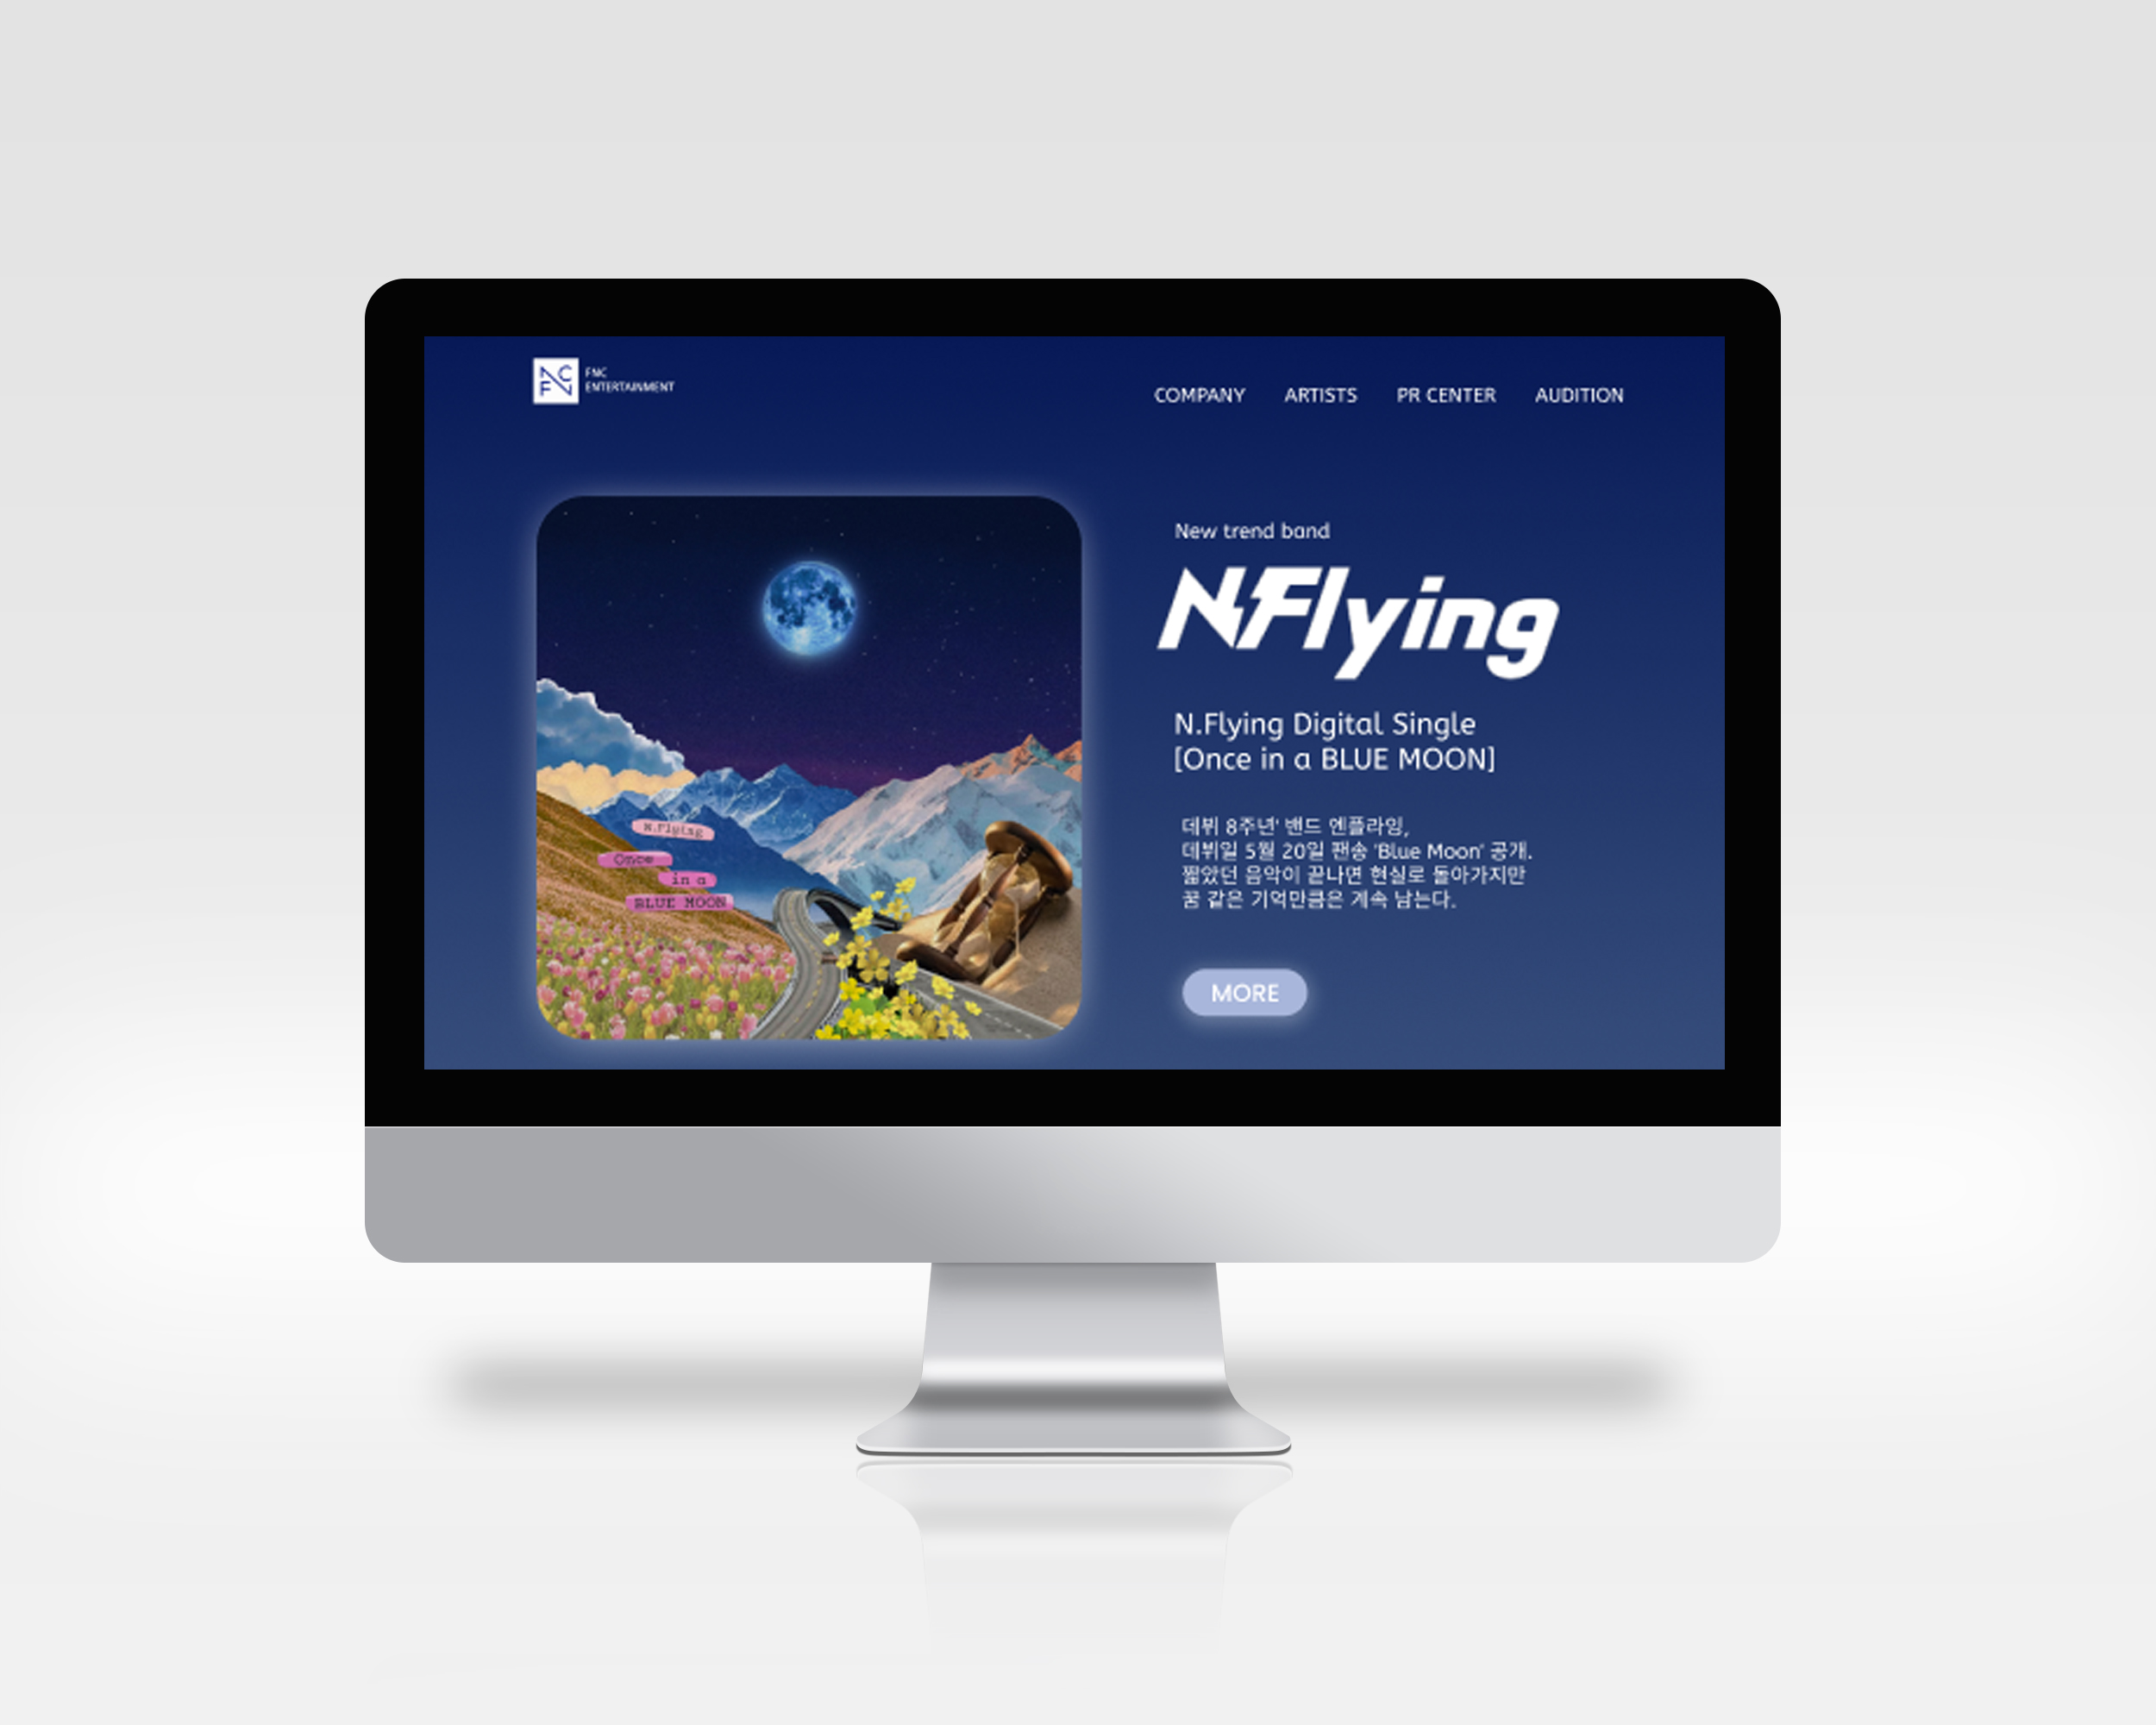 FNC
ENTERTAINMENT
COMPANY ARTISTS PR CENTER AUDITION
New trend band
N.Flying
N.Flying Digital Single
[Once in a BLUE MOON]
데뷔 8주년' 밴드 엔플라잉,
데뷔일 5월 20일 팬송 'Blue Moon' 공개.
짧았던 음악이 끝나면 현실로 돌아가지만
꿈 같은 기억만큼은 계속 남는다.
MORE
N.Flying
Once
in a
BLUE MOON